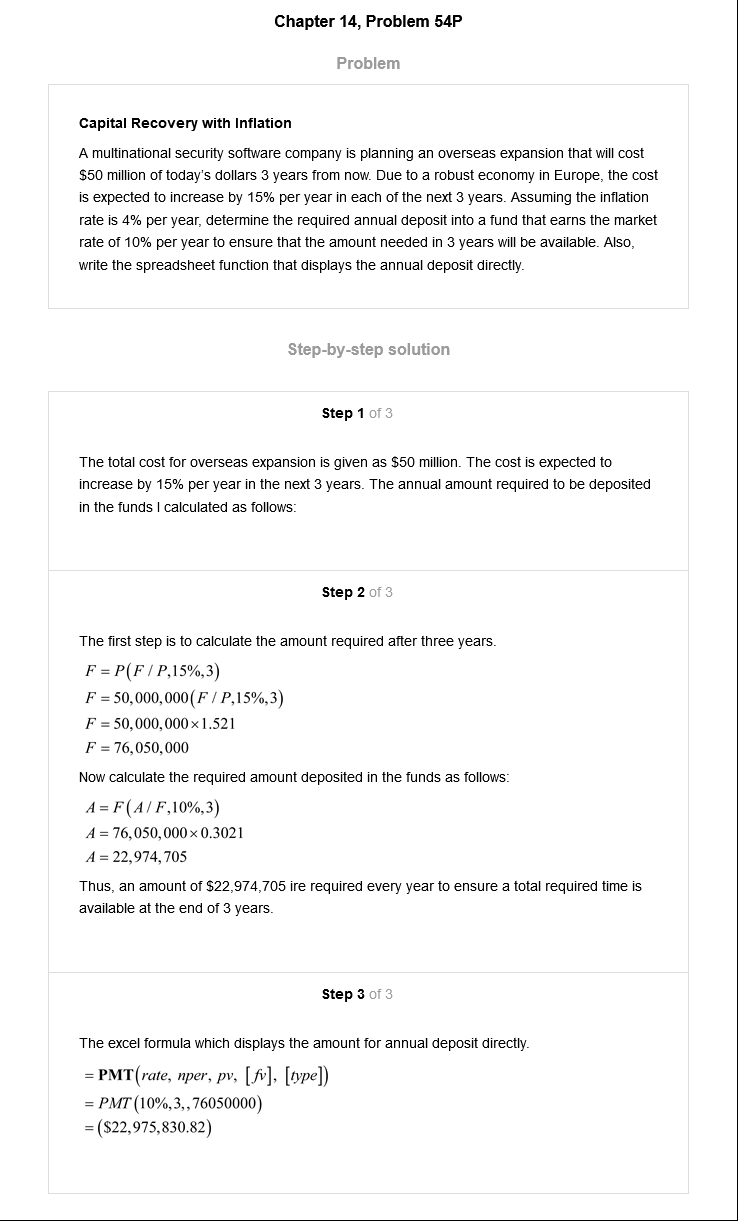 Chapter 14, Problem 54P
Problem
Capital Recovery with Inflation
A multinational security software company is planning an overseas expansion that will cost
$50 million of today's dollars 3 years from now. Due to a robust economy in Europe, the cost
is expected to increase by 15% per year in each of the next 3 years. Assuming the inflation
rate is 4% per year, determine the required annual deposit into a fund that earns the market
rate of 10% per year to ensure that the amount needed in 3 years will be available. Also,
write the spreadsheet function that displays the annual deposit directly.
Step-by-step solution
Step 1 of 3
The total cost for overseas expansion is given as $50 million. The cost is expected to
increase by 15% per year in the next 3 years. The annual amount required to be deposited
in the funds I calculated as follows:
Step 2 of 3
The first step is to calculate the amount required after three years.
F = P(F / P,15%,3)
F = 50,000,000(F / P,15%,3)
F = 50,000,000×1.521
F = 76,050,000
Now calculate the required amount deposited in the funds as follows:
A = F(A / F,10%,3)
A = 76,050,000×0.3021
A = 22,974,705
Thus, an amount of $22,974,705 ire required every year to ensure a total required time is
available at the end of 3 years.
Step 3 of 3
The excel formula which displays the amount for annual deposit directly.
= PMT(rate, nper, pv, [fv], [type])
= PMT(10%,3,,76050000)
= ($22,975,830.82)